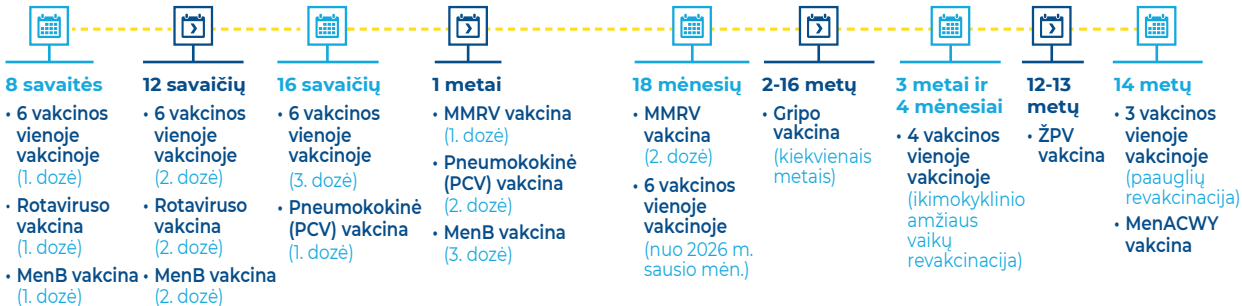 8 savaitės
• 6 vakcinos
vienoje
vakcinoje
(1. dozė)
• Rotaviruso
vakcina
(1. dozė)
• MenB vakcina
(1. dozė)
12 savaičių
• 6 vakcinos
vienoje
vakcinoje
(2. dozė)
• Rotaviruso
vakcina
(2. dozė)
• MenB vakcina
(2. dozė)
16 savaičių
• 6 vakcinos
vienoje
vakcinoje
(3. dozė)
• Pneumokokinė
(PCV) vakcina
(1. dozė)
1 metai
• MMRV vakcina
(1. dozė)
• Pneumokokinė
(PCV) vakcina
(2. dozė)
• MenB vakcina
(3. dozė)
18 mėnesių
• MMRV
vakcina
(2. dozė)
• 6 vakcinos
vienoje
vakcinoje
(nuo 2026 m.
sausio mėn.)
2-16 metų
• Gripo
vakcina
(kiekvienais
metais)
3 metai ir
4 mėnesiai
• 4 vakcinos
vienoje
vakcinoje
(ikimokyklinio
amžiaus
vaikų
revakcinacija)
12-13
metų
• ŽPV
vakcina
14 metų
• 3 vakcinos
vienoje
vakcinoje
(paauglių
revakcinacija)
• MenACWY
vakcina